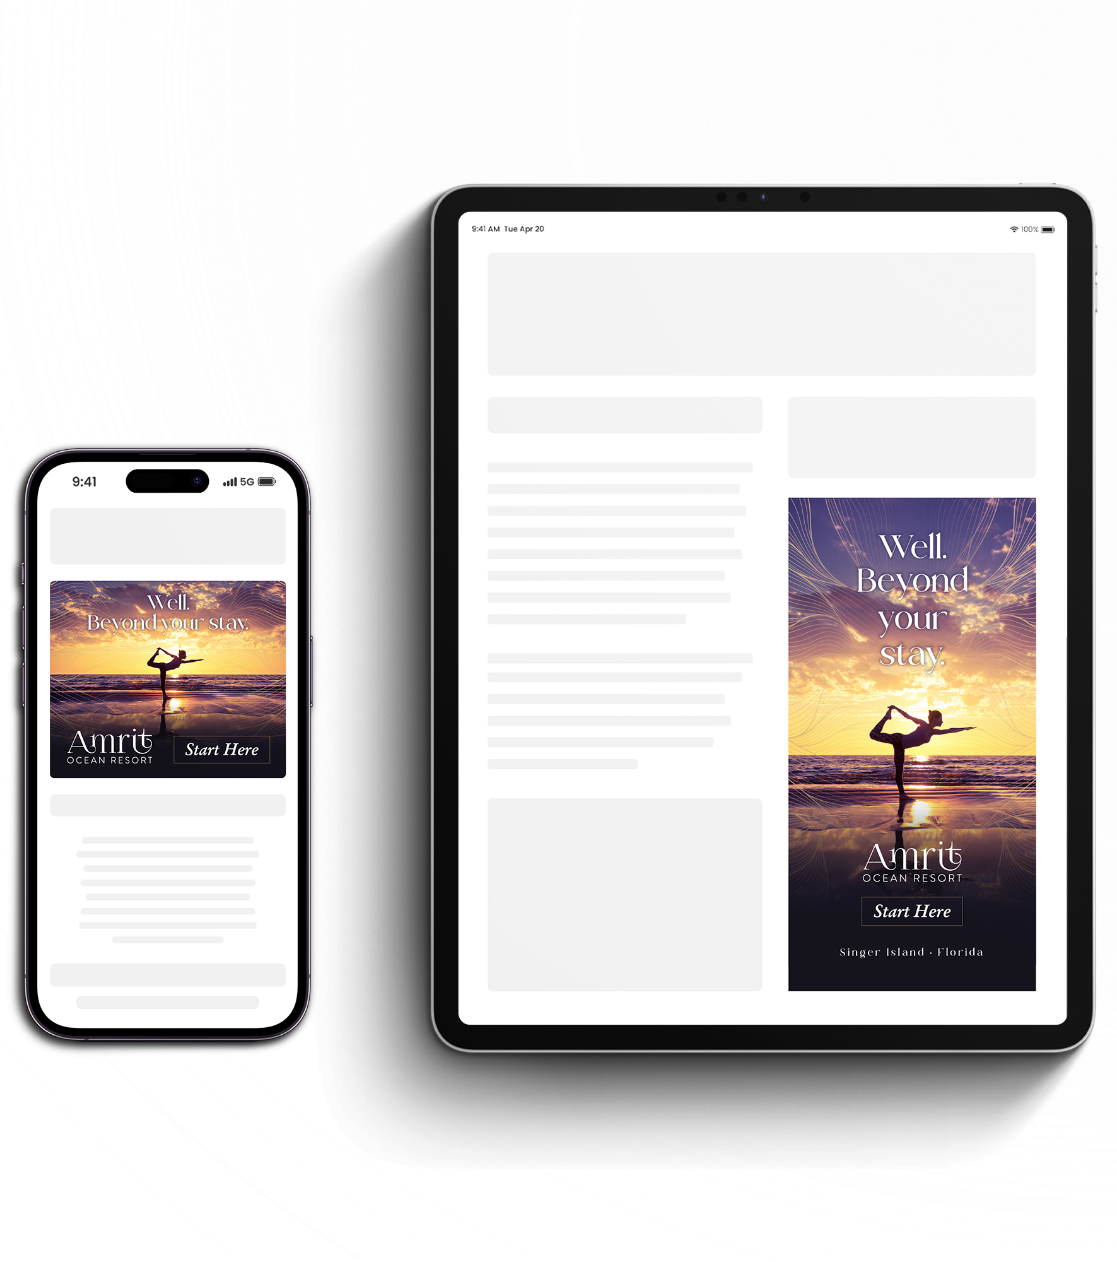 9:41 AM Tue Apr 20
100%
Well.
Beyond
your
stay.
Amrit
OCEAN RESORT
Start Here
Singer Island · Florida
9:41
5G
Well.
Beyond your stay.
Amrit
OCEAN RESORT
Start Here